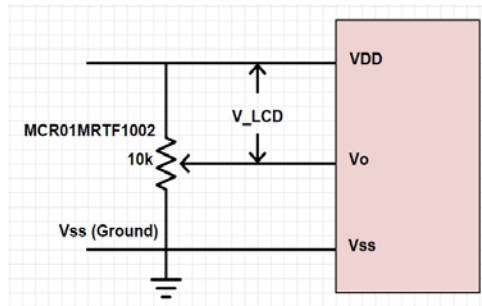 VDD
V_LCD
MCR01MRTF1002
10k
Vo
Vss (Ground)
Vss